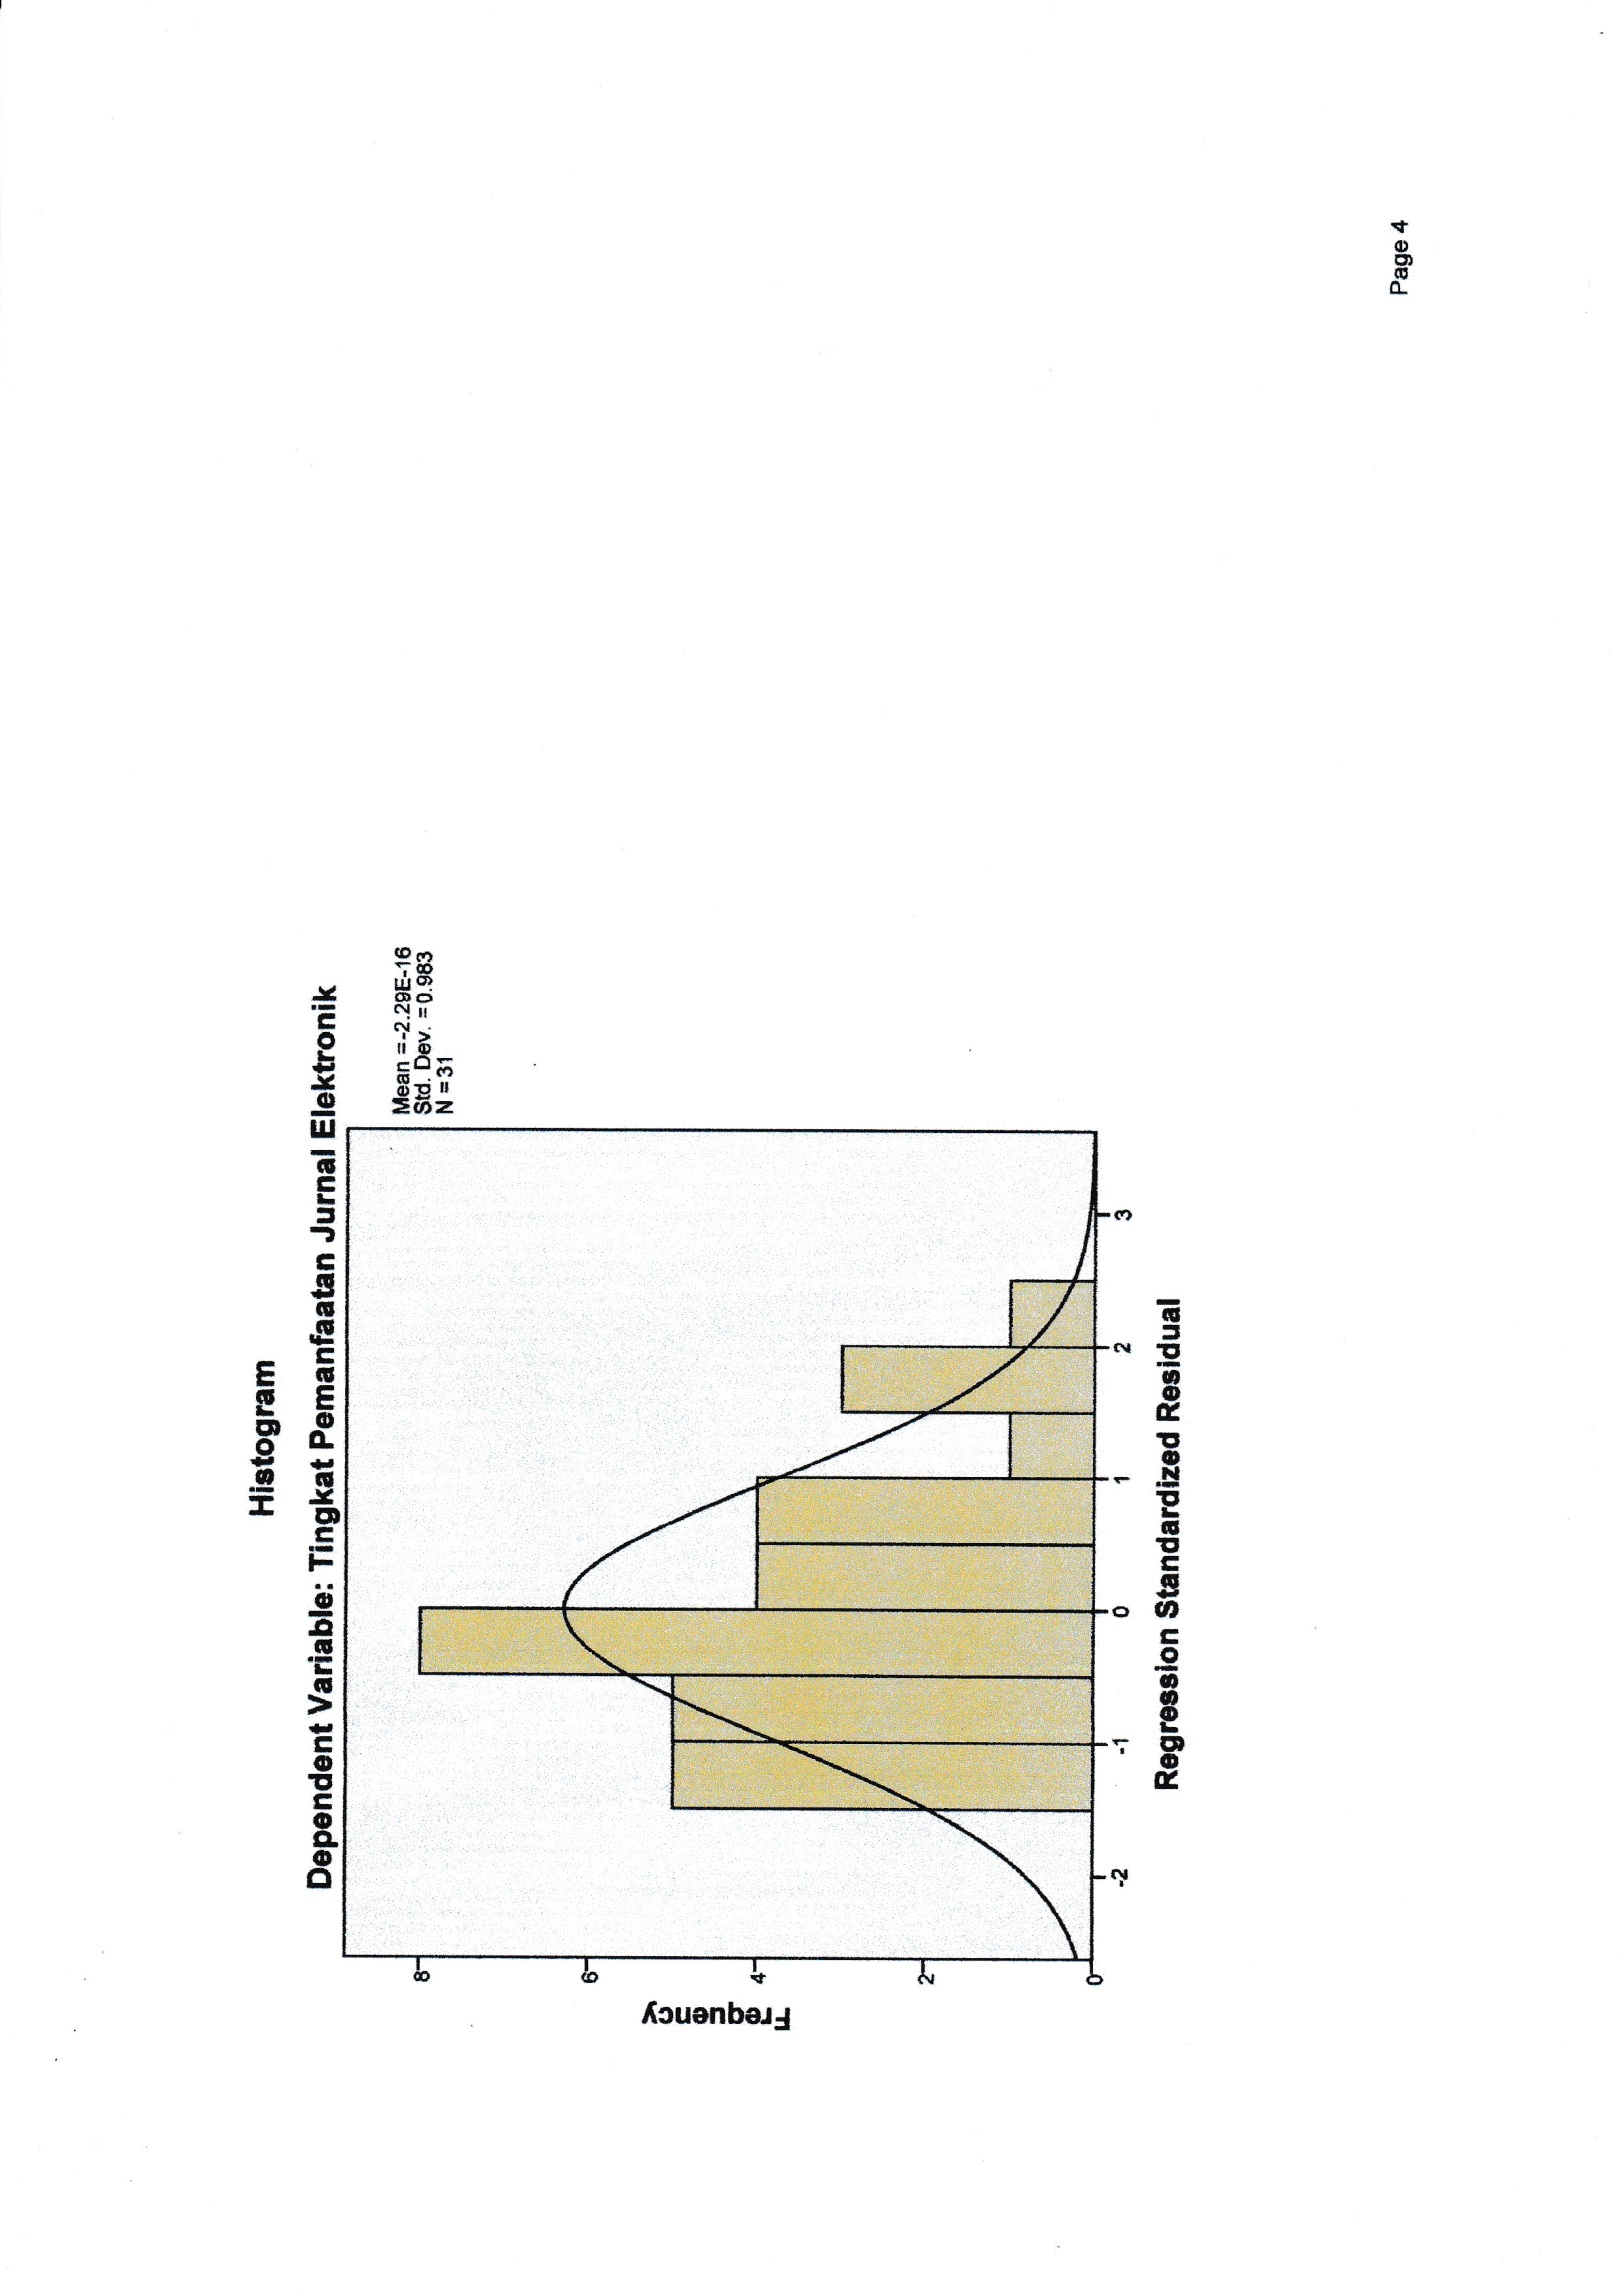 Histogram
Dependent Variable: Tingkat Pemanfaatan Jurnal Elektronik
Mean =-2.29E-16
Std. Dev. =0.983
N =31
Frequency
8
6
4
2
0
-2
-1
0
1
2
3
Regression Standardized Residual
Page 4